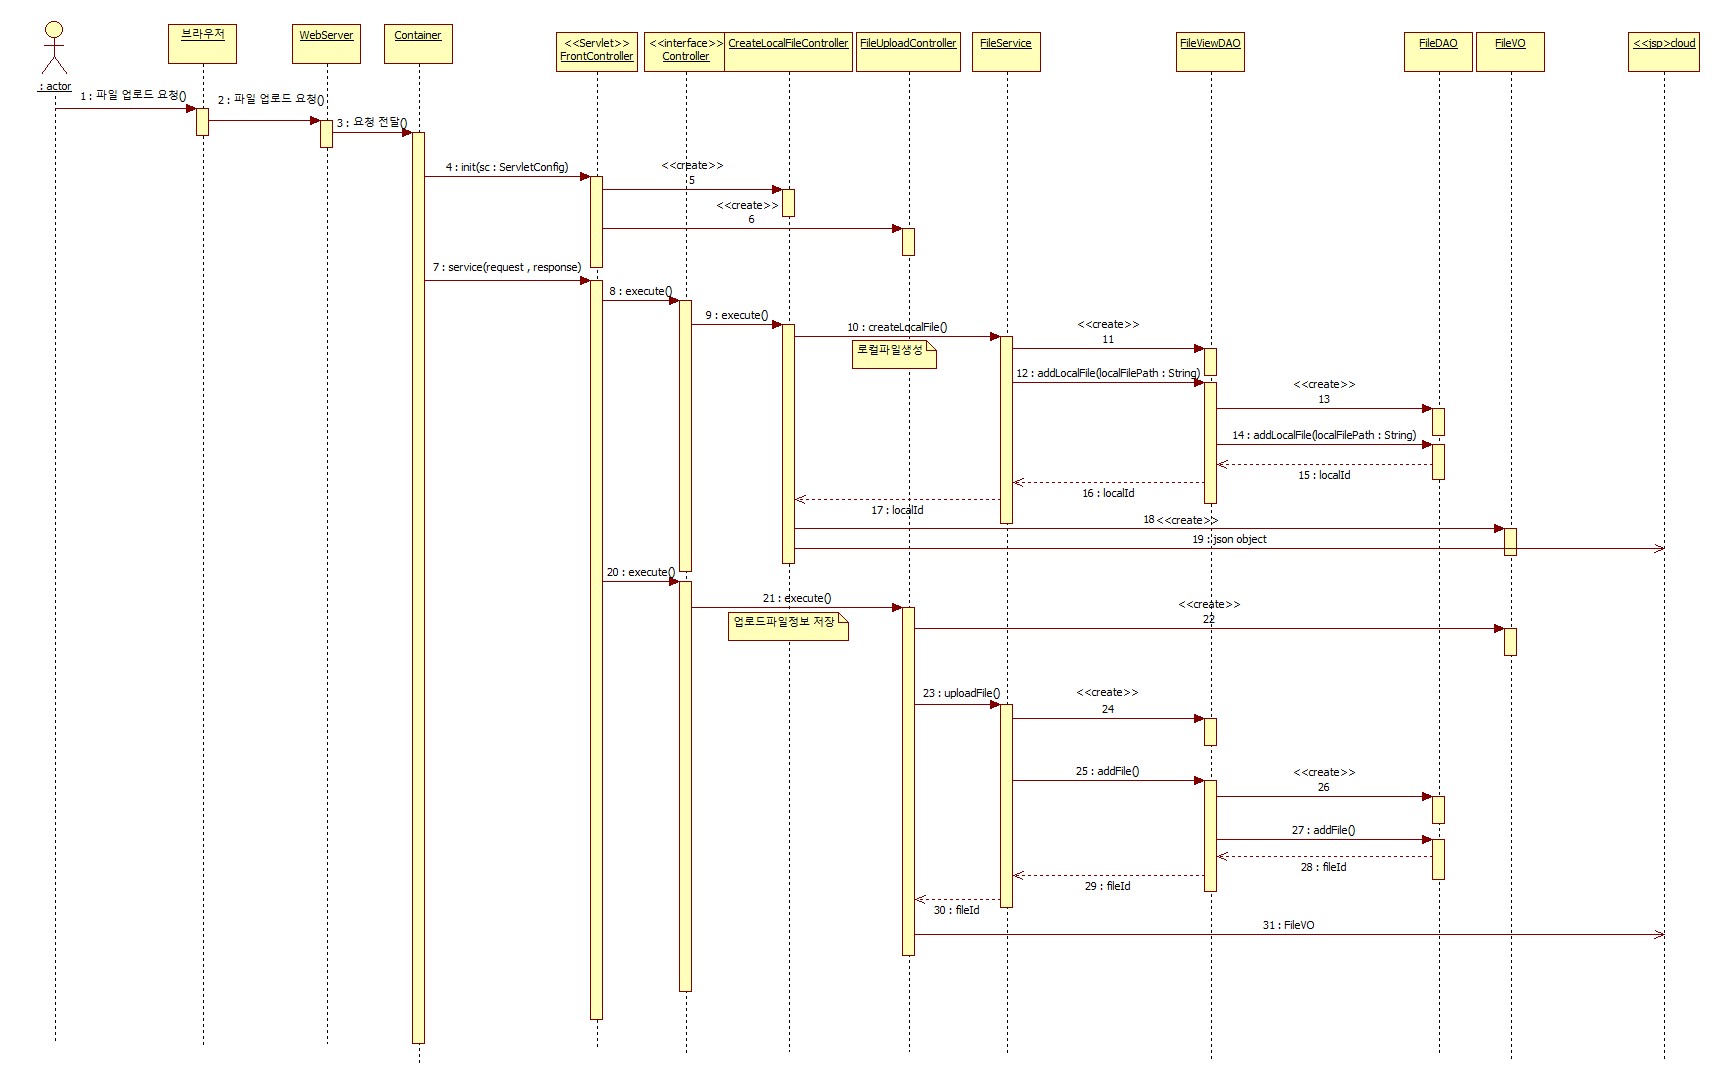 브라우저
WebServer
Container
<<Servlet>>
FrontController
<<interface>>
Controller
CreateLocalFileController
FileUploadController
FileService
FileViewDAO
FileDAO
FileVO
<<jsp>cloud
: actor
1 : 파일 업로드 요청()
2 : 파일 업로드 요청()
3 : 요청 전달()
4 : init(sc : ServletConfig)
<<create>>
5
<<create>>
6
7 : service(request , response)
8 : execute()
9 : execute()
10 : createLocalFile()
로컬파일생성
<<create>>
11
12 : addLocalFile(localFilePath : String)
<<create>>
13
14 : addLocalFile(localFilePath : String)
15 : localId
16 : localId
17 : localId
18 <<create>>
19 : json object
20 : execute()
21 : execute()
업로드파일정보 저장
<<create>>
22
23 : uploadFile()
<<create>>
24
25 : addFile()
<<create>>
26
27 : addFile()
28 : fileId
29 : fileId
30 : fileId
31 : FileVO